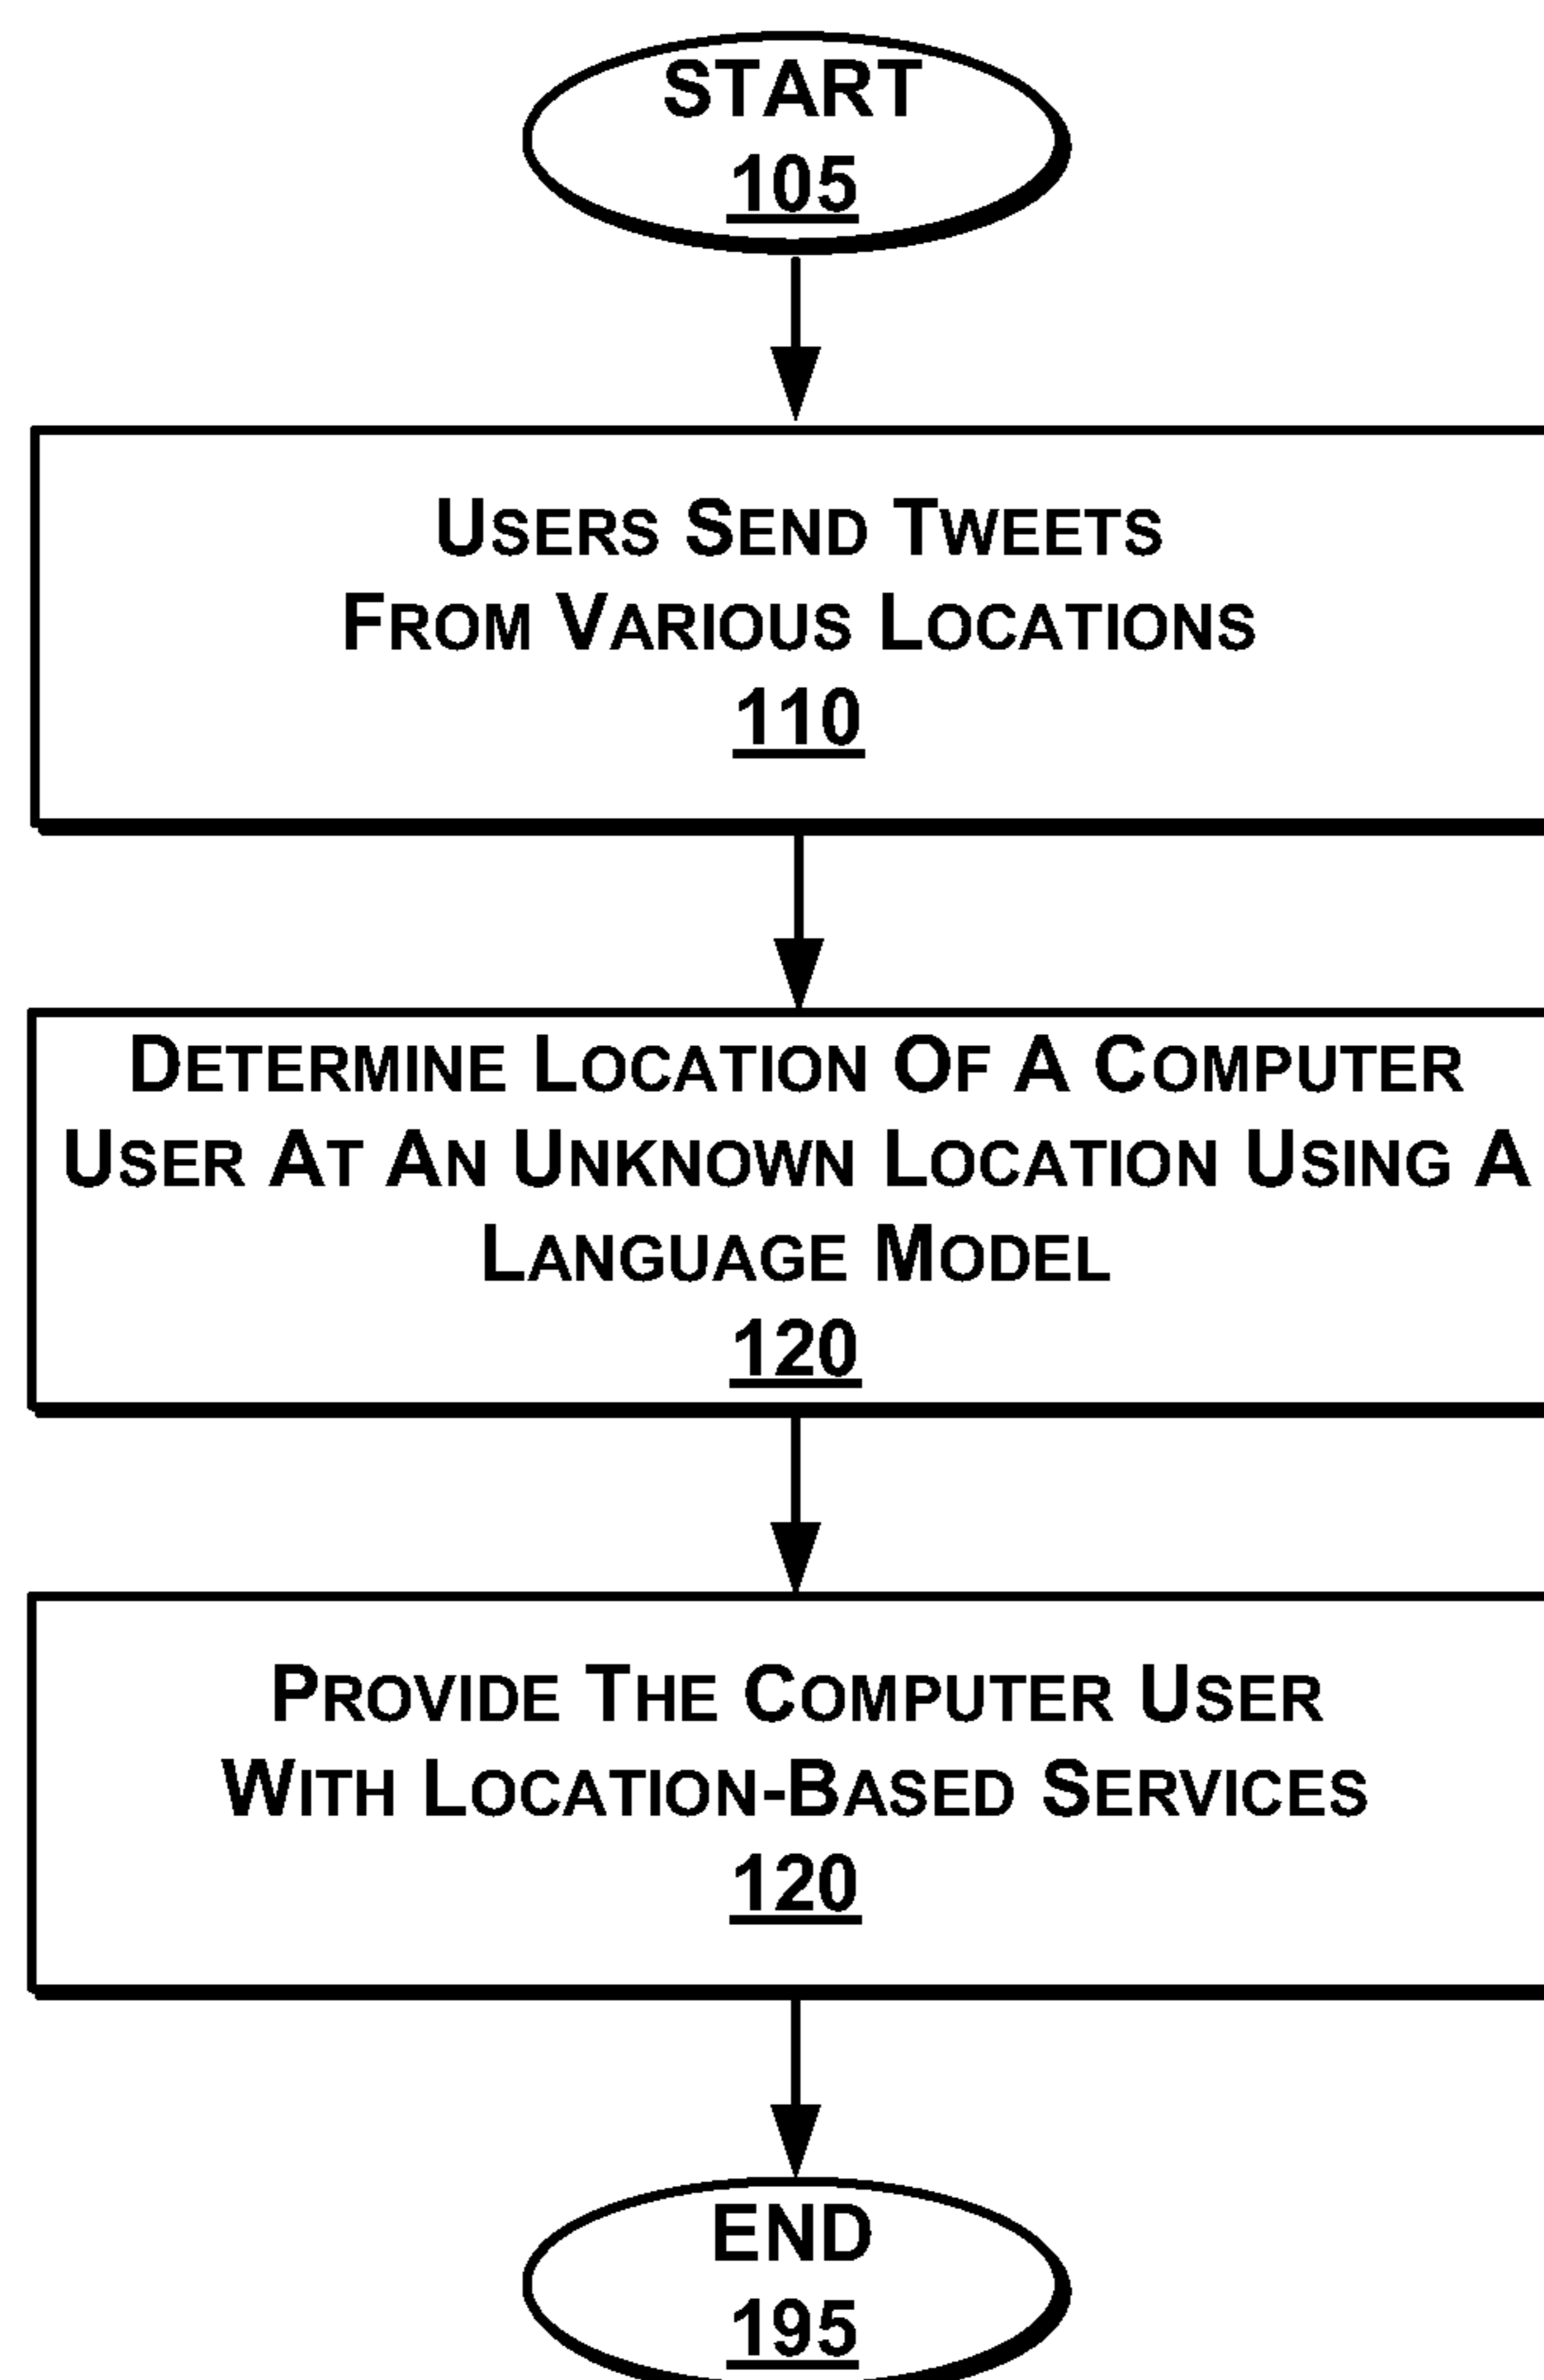 START
105
USERS SEND TWEETS
FROM VARIOUS LOCATIONS
110
DETERMINE LOCATION OF A COMPUTER
USER AT AN UNKNOWN LOCATION USING A
LANGUAGE MODEL
120
PROVIDE THE COMPUTER USER
WITH LOCATION-BASED SERVICES
120
END
195